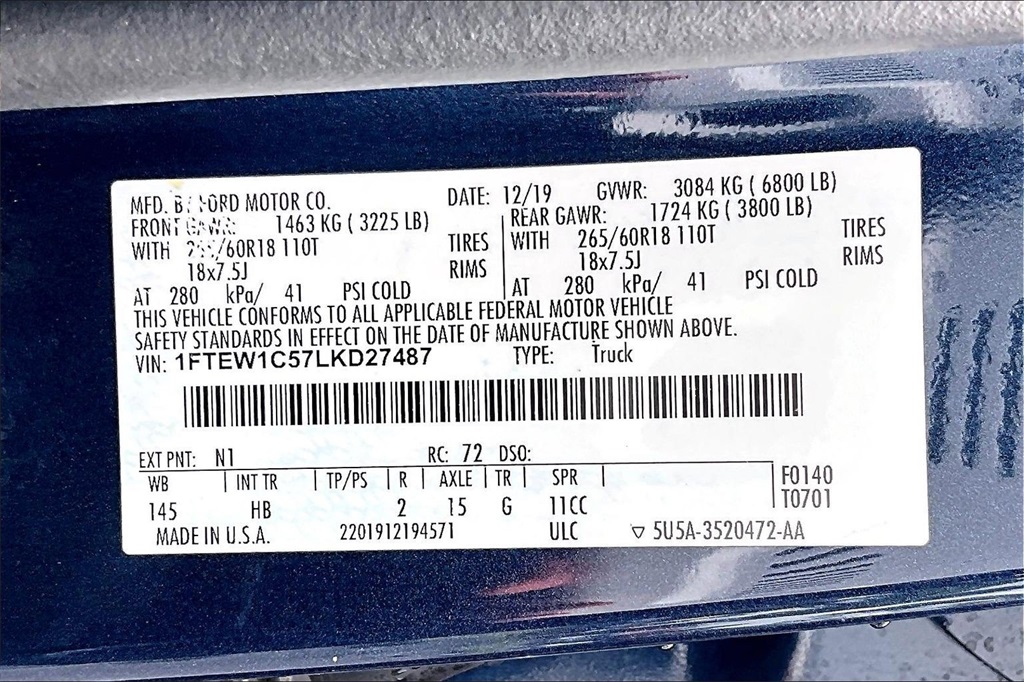 MFD. BY FORD MOTOR CO. DATE: 12/19 GVWR: 3084 KG ( 6800 LB)
FRONT GAWR: 1463 KG ( 3225 LB) REAR GAWR: 1724 KG ( 3800 LB)
WITH 265/60R18 110T TIRES WITH 265/60R18 110T TIRES
18x7.5J RIMS 18x7.5J RIMS
AT 280 kPa/ 41 PSI COLD AT 280 kPa/ 41 PSI COLD
THIS VEHICLE CONFORMS TO ALL APPLICABLE FEDERAL MOTOR VEHICLE
SAFETY STANDARDS IN EFFECT ON THE DATE OF MANUFACTURE SHOWN ABOVE.
VIN: 1FTEW1C57LKD27487 TYPE: Truck
EXT PNT: N1 RC: 72 DSO:
WB INT TR TP/PS R AXLE TR SPR F0140
145 HB 2 15 G 11CC T0701
MADE IN U.S.A. 2201912194571 ULC ▽ 5U5A-3520472-AA